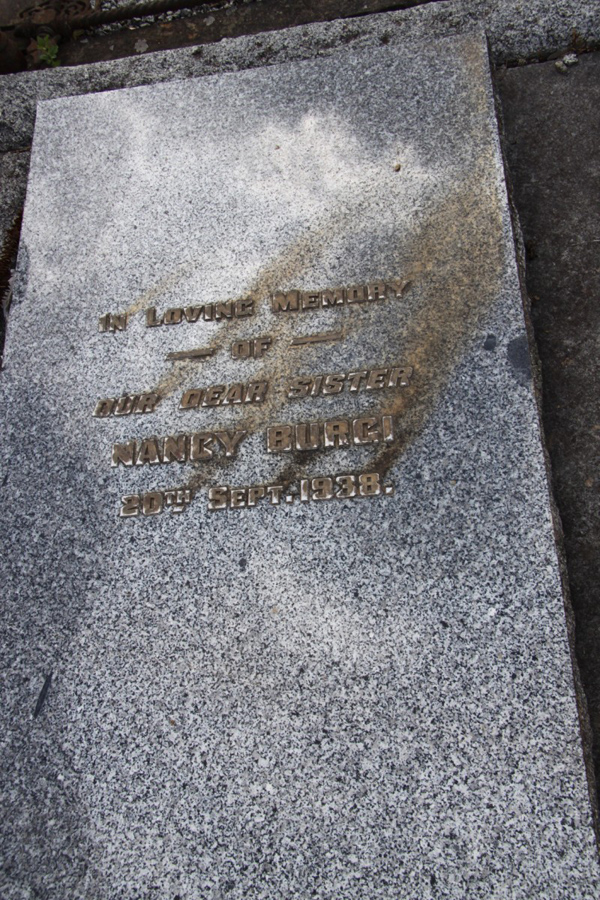 IN LOVING MEMORY
— OF —
OUR DEAR SISTER
NANCY BURGI
20TH SEPT. 1938.